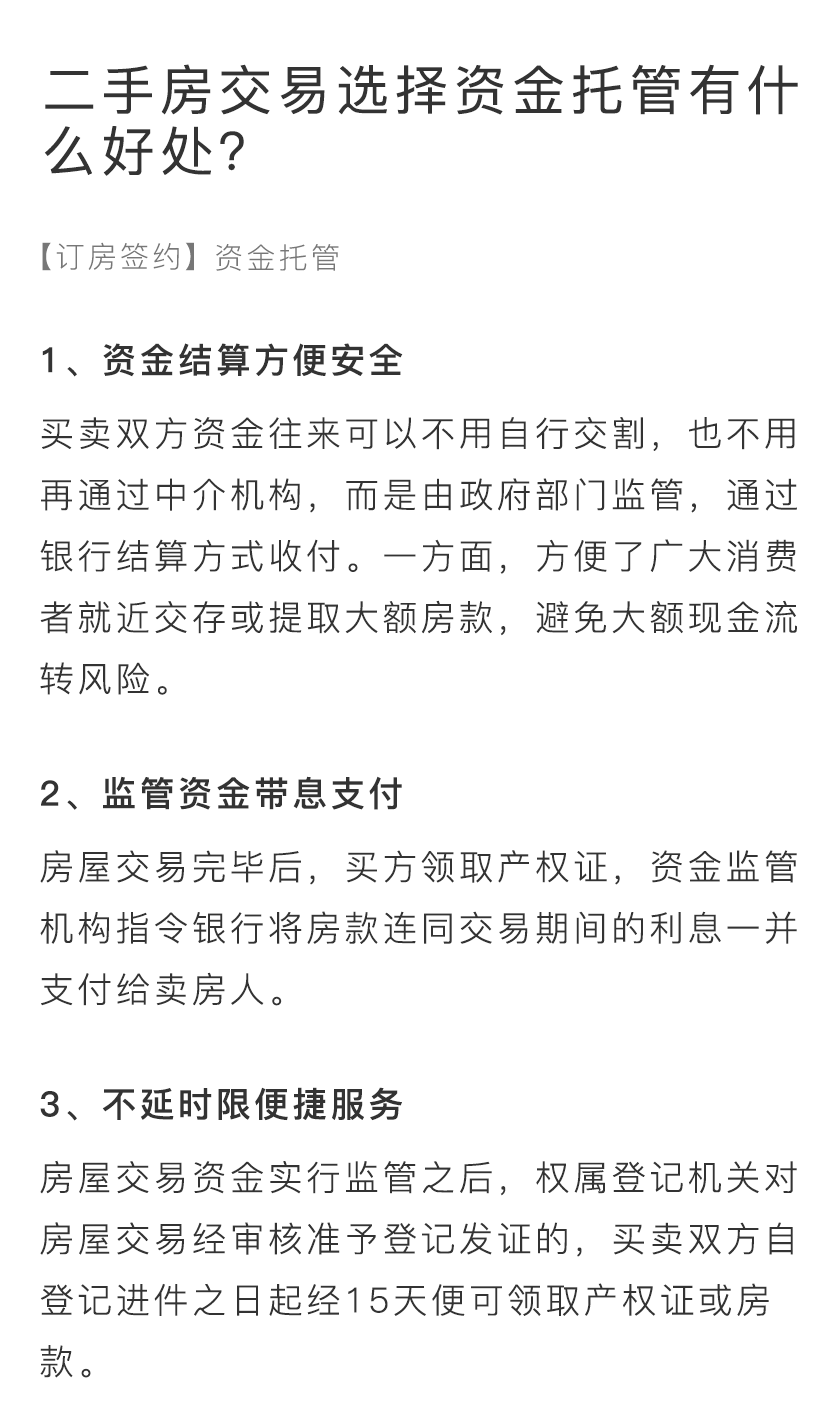 二手房交易选择资金托管有什
么好处？
【订房签约】资金托管
1、资金结算方便安全
买卖双方资金往来可以不用自行交割，也不用
再通过中介机构，而是由政府部门监管，通过
银行结算方式收付。一方面，方便了广大消费
者就近交存或提取大额房款，避免大额现金流
转风险。
2、监管资金带息支付
房屋交易完毕后，买方领取产权证，资金监管
机构指令银行将房款连同交易期间的利息一并
支付给卖房人。
3、不延时限便捷服务
房屋交易资金实行监管之后，权属登记机关对
房屋交易经审核准予登记发证的，买卖双方自
登记进件之日起经15天便可领取产权证或房
款。